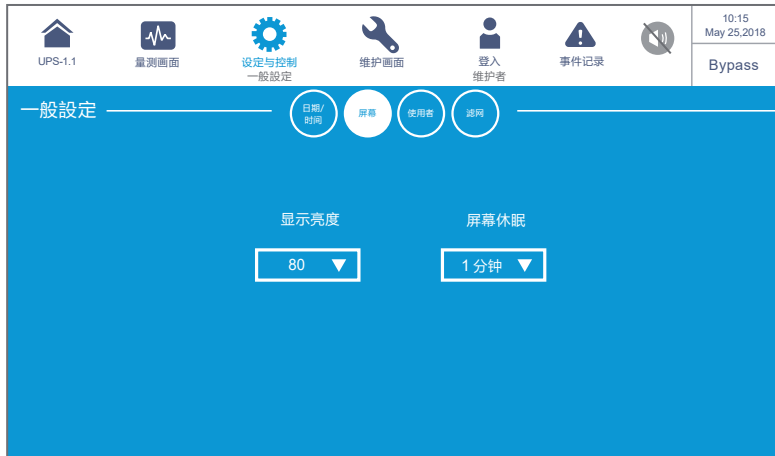 UPS-1.1
量测画面
设定与控制
一般設定
维护画面
登入
维护者
事件记录
10:15
May 25,2018
Bypass
一般設定
日期/
时间
屏幕
使用者
滤网
显示亮度
屏幕休眠
80
1 分钟